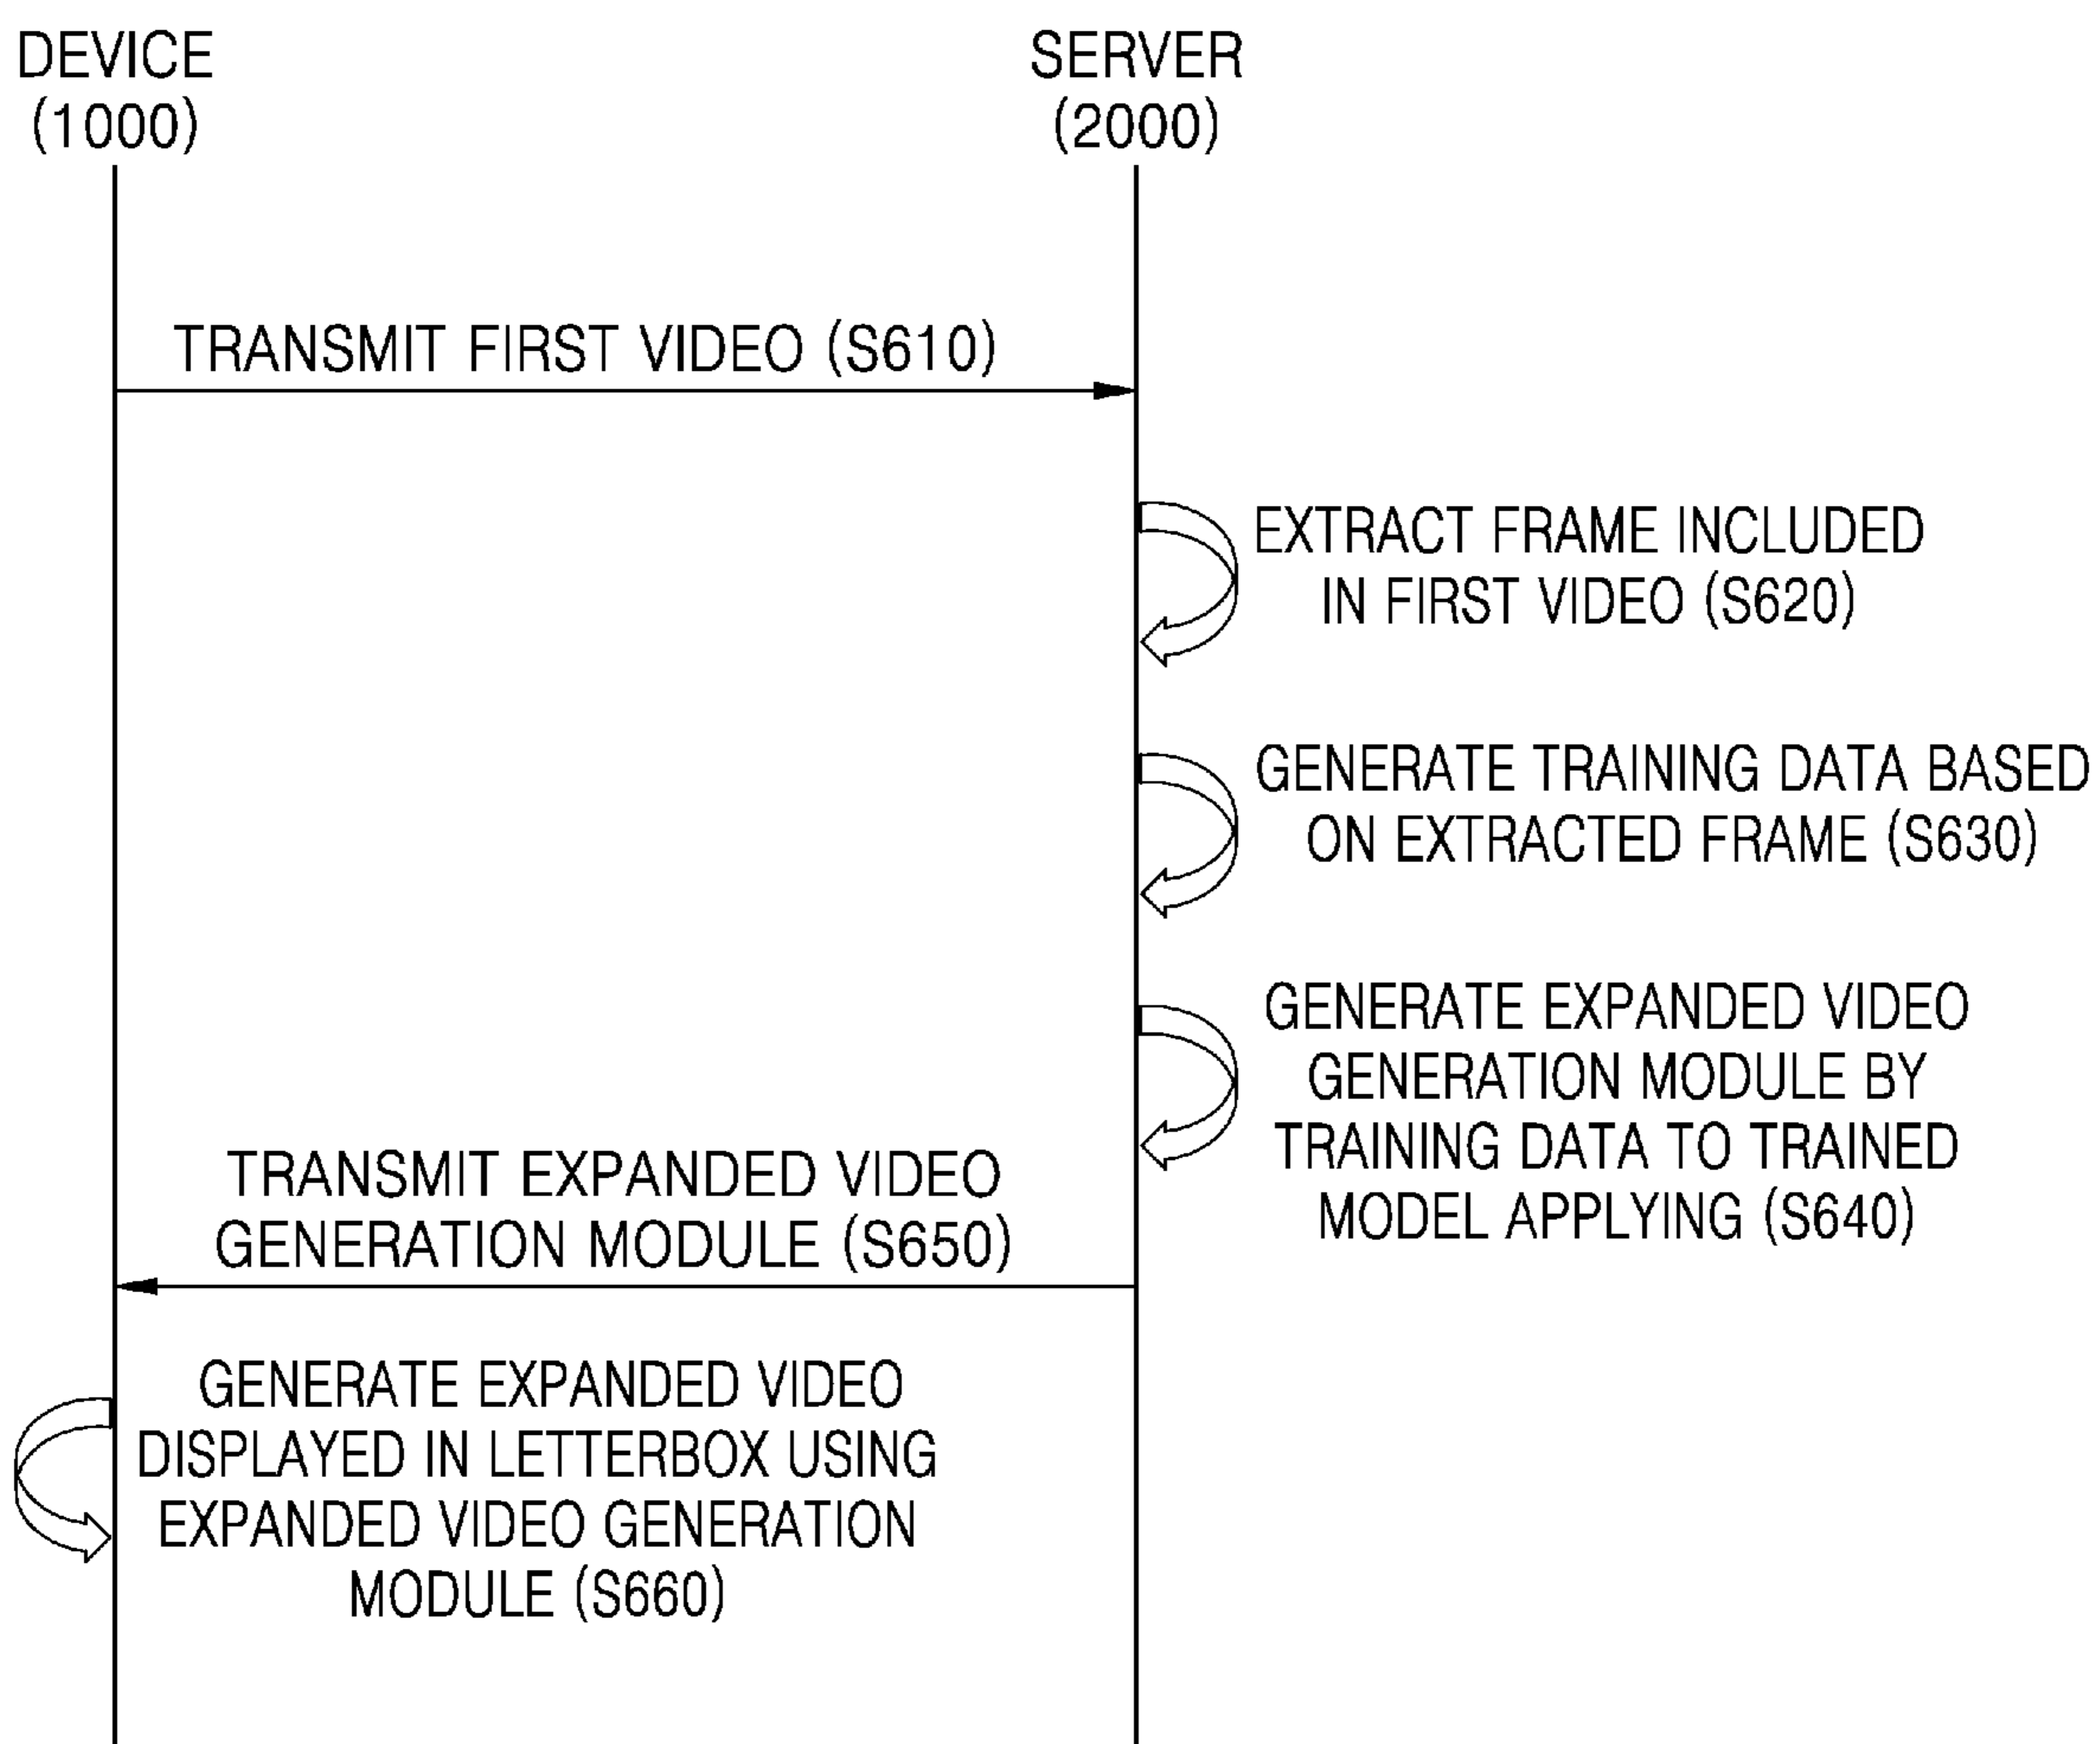 DEVICE
(1000)
SERVER
(2000)
TRANSMIT FIRST VIDEO (S610)
EXTRACT FRAME INCLUDED
IN FIRST VIDEO (S620)
GENERATE TRAINING DATA BASED
ON EXTRACTED FRAME (S630)
GENERATE EXPANDED VIDEO
GENERATION MODULE BY
TRAINING DATA TO TRAINED
MODEL APPLYING (S640)
TRANSMIT EXPANDED VIDEO
GENERATION MODULE (S650)
GENERATE EXPANDED VIDEO
DISPLAYED IN LETTERBOX USING
EXPANDED VIDEO GENERATION
MODULE (S660)